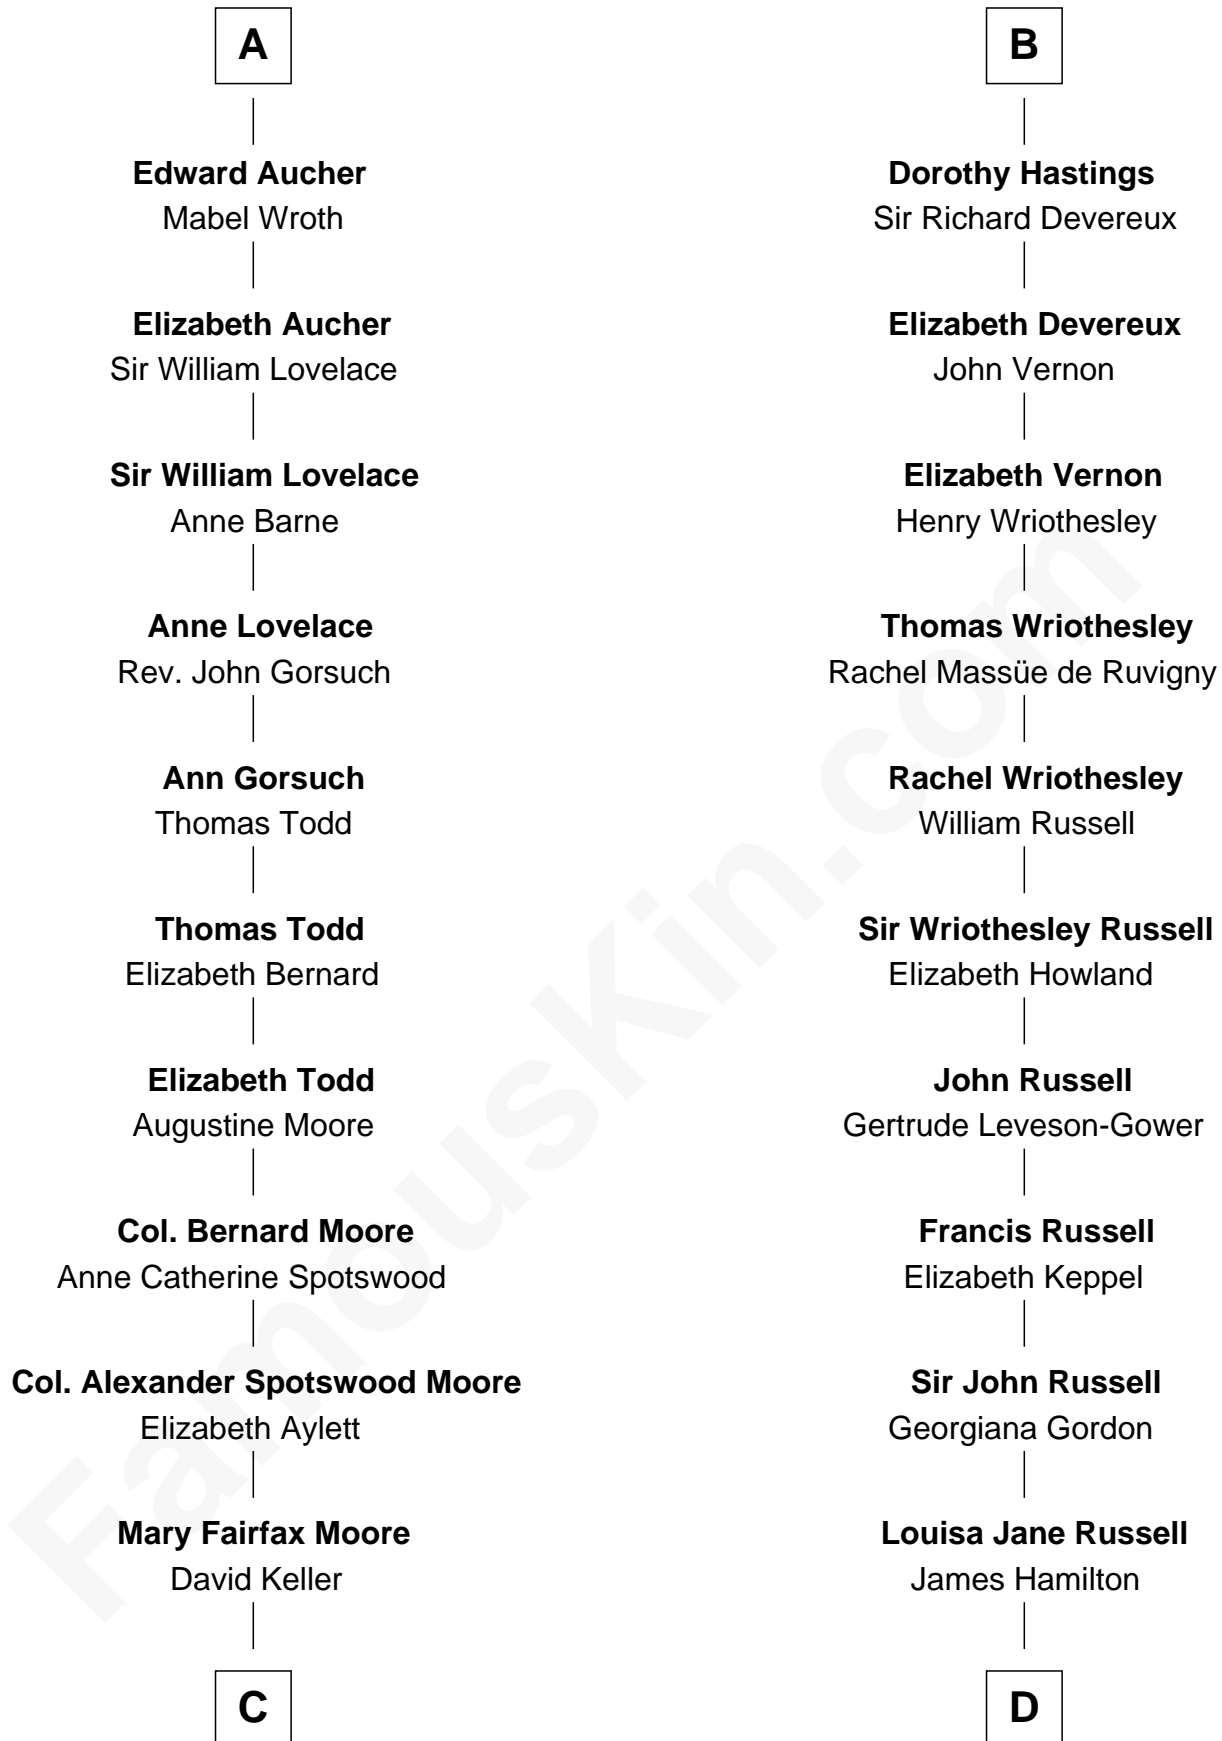 A
Edward Aucher
Mabel Wroth
Elizabeth Aucher
Sir William Lovelace
Sir William Lovelace
Anne Barne
Anne Lovelace
Rev. John Gorsuch
Ann Gorsuch
Thomas Todd
Thomas Todd
Elizabeth Bernard
Elizabeth Todd
Augustine Moore
Col. Bernard Moore
Anne Catherine Spotswood
Col. Alexander Spotswood Moore
Elizabeth Aylett
Mary Fairfax Moore
David Keller
C
B
Dorothy Hastings
Sir Richard Devereux
Elizabeth Devereux
John Vernon
Elizabeth Vernon
Henry Wriothesley
Thomas Wriothesley
Rachel Massüe de Ruvigny
Rachel Wriothesley
William Russell
Sir Wriothesley Russell
Elizabeth Howland
John Russell
Gertrude Leveson-Gower
Francis Russell
Elizabeth Keppel
Sir John Russell
Georgiana Gordon
Louisa Jane Russell
James Hamilton
D
FamousKin.com